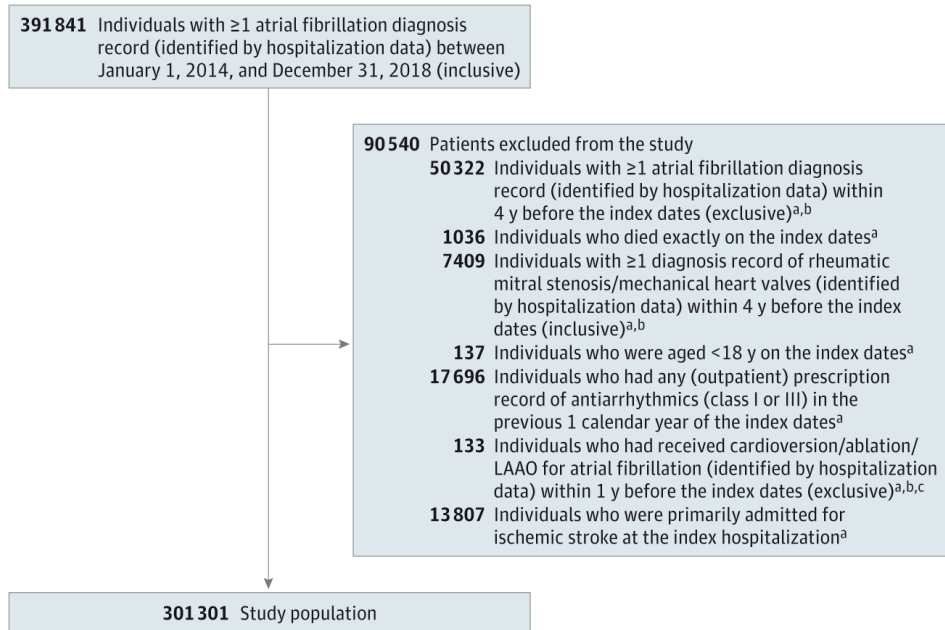 391 841 Individuals with ≥1 atrial fibrillation diagnosis
record (identified by hospitalization data) between
January 1, 2014, and December 31, 2018 (inclusive)
90 540 Patients excluded from the study
50 322 Individuals with ≥1 atrial fibrillation diagnosis
record (identified by hospitalization data) within
4 y before the index dates (exclusive)a,b
1036 Individuals who died exactly on the index datesa
7409 Individuals with ≥1 diagnosis record of rheumatic
mitral stenosis/mechanical heart valves (identified
by hospitalization data) within 4 y before the index
dates (inclusive)a,b
137 Individuals who were aged <18 y on the index datesa
17 696 Individuals who had any (outpatient) prescription
record of antiarrhythmics (class I or III) in the
previous 1 calendar year of the index datesa
133 Individuals who had received cardioversion/ablation/
LAAO for atrial fibrillation (identified by hospitalization
data) within 1 y before the index dates (exclusive)a,b,c
13 807 Individuals who were primarily admitted for
ischemic stroke at the index hospitalizationa
301 301 Study population